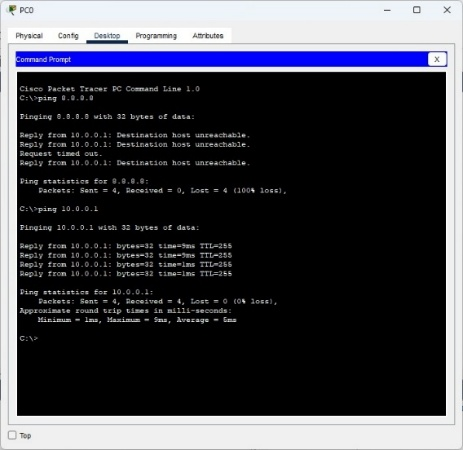 PC0
Physical Config Desktop Programming Attributes
Command Prompt
X
Cisco Packet Tracer PC Command Line 1.0
C:\>ping 8.8.8.8
Pinging 8.8.8.8 with 32 bytes of data:
Reply from 10.0.0.1: Destination host unreachable.
Reply from 10.0.0.1: Destination host unreachable.
Request timed out.
Reply from 10.0.0.1: Destination host unreachable.
Ping statistics for 8.8.8.8:
Packets: Sent = 4, Received = 0, Lost = 4 (100% loss),
C:\>ping 10.0.0.1
Pinging 10.0.0.1 with 32 bytes of data:
Reply from 10.0.0.1: bytes=32 time=9ms TTL=255
Reply from 10.0.0.1: bytes=32 time=9ms TTL=255
Reply from 10.0.0.1: bytes=32 time=1ms TTL=255
Reply from 10.0.0.1: bytes=32 time=1ms TTL=255
Ping statistics for 10.0.0.1:
Packets: Sent = 4, Received = 4, Lost = 0 (0% loss),
Approximate round trip times in milli-seconds:
Minimum = 1ms, Maximum = 9ms, Average = 5ms
C:\>
Top